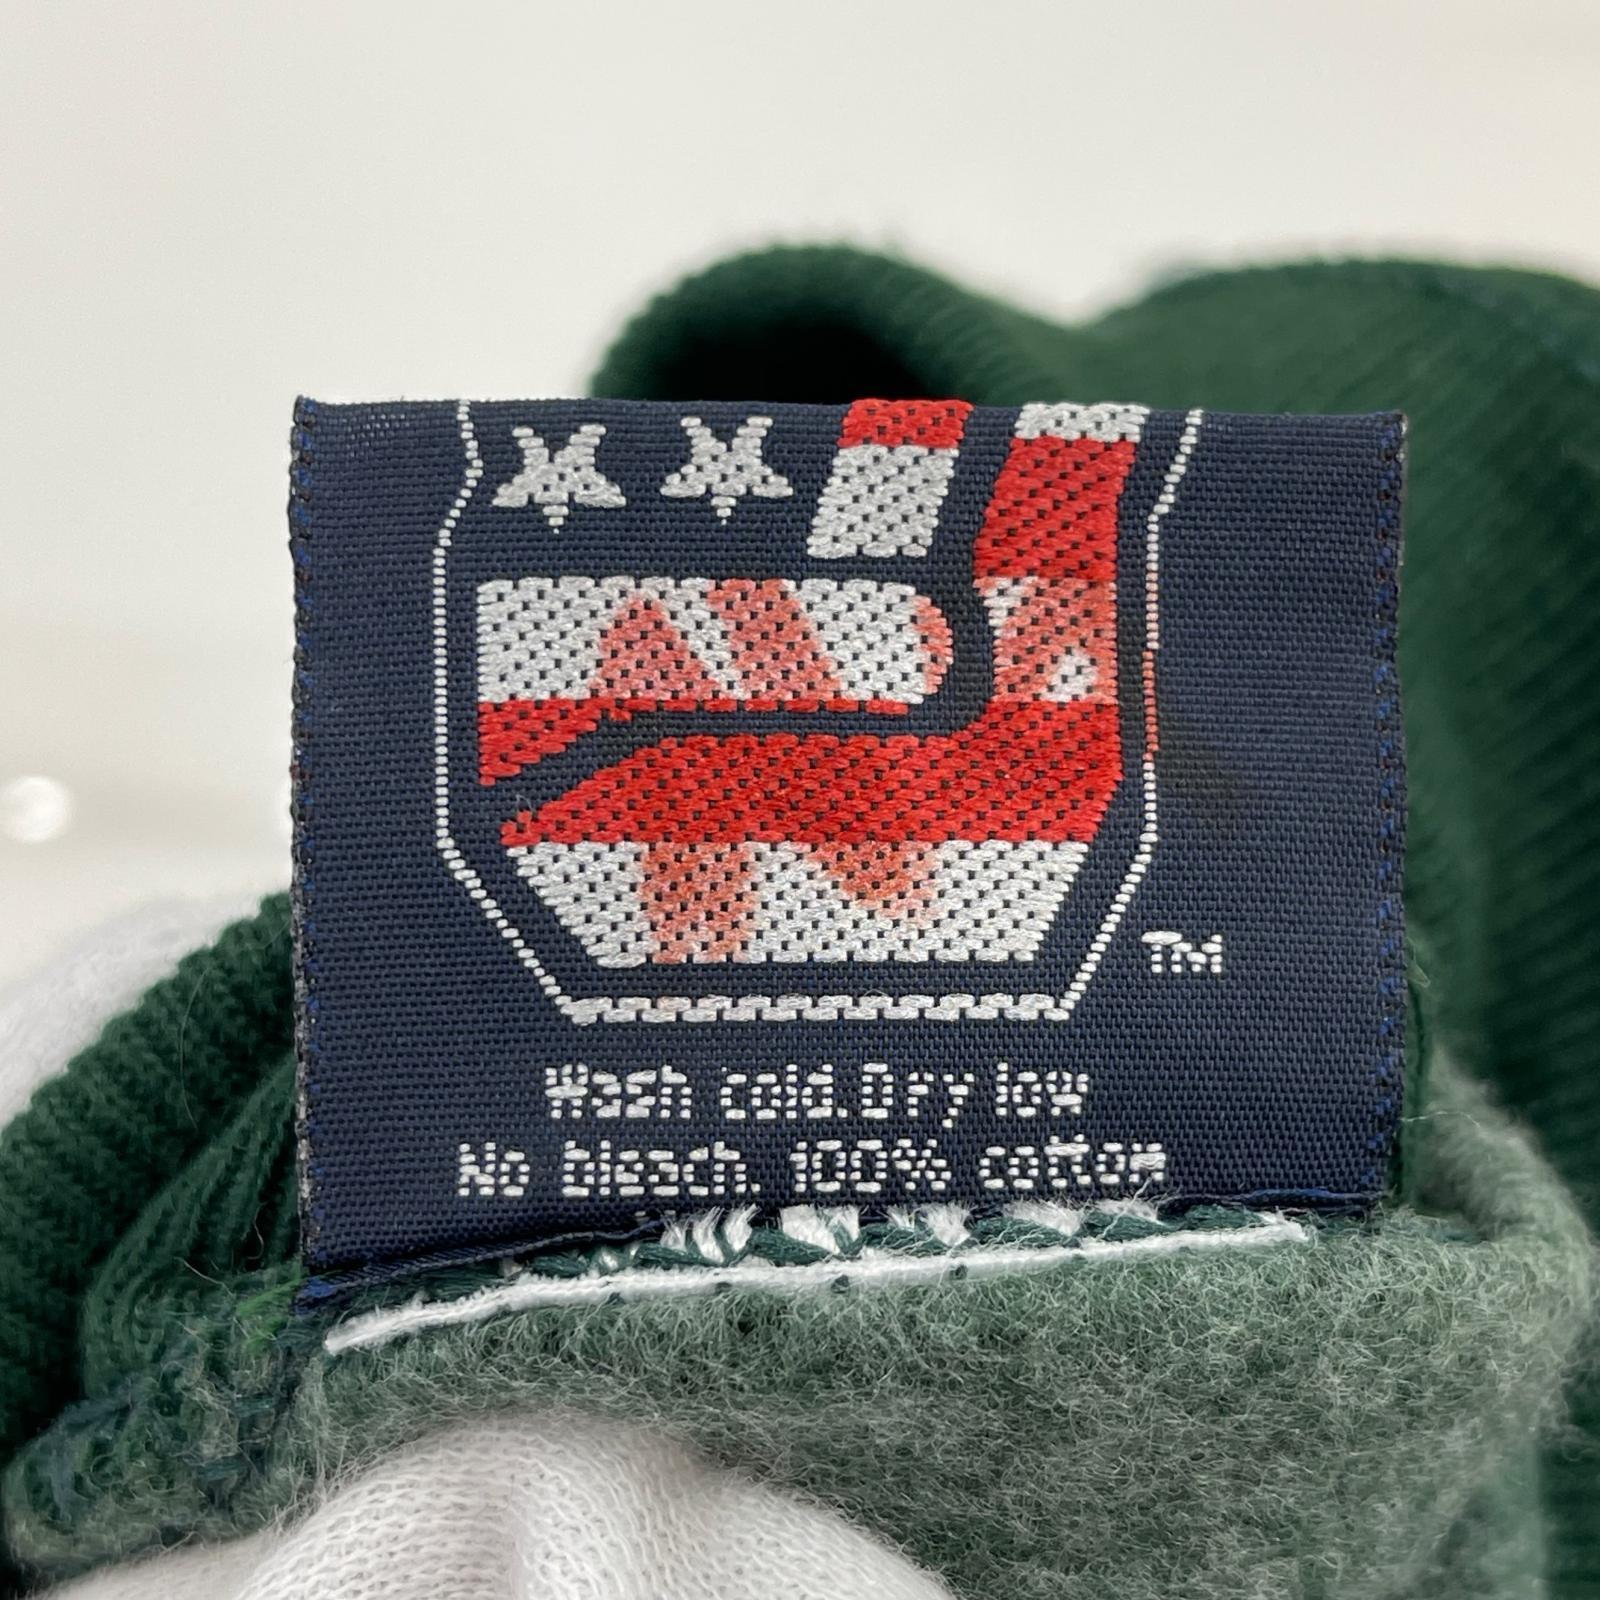 TM
Wash cold. Dry low
No bleach. 100% cotton